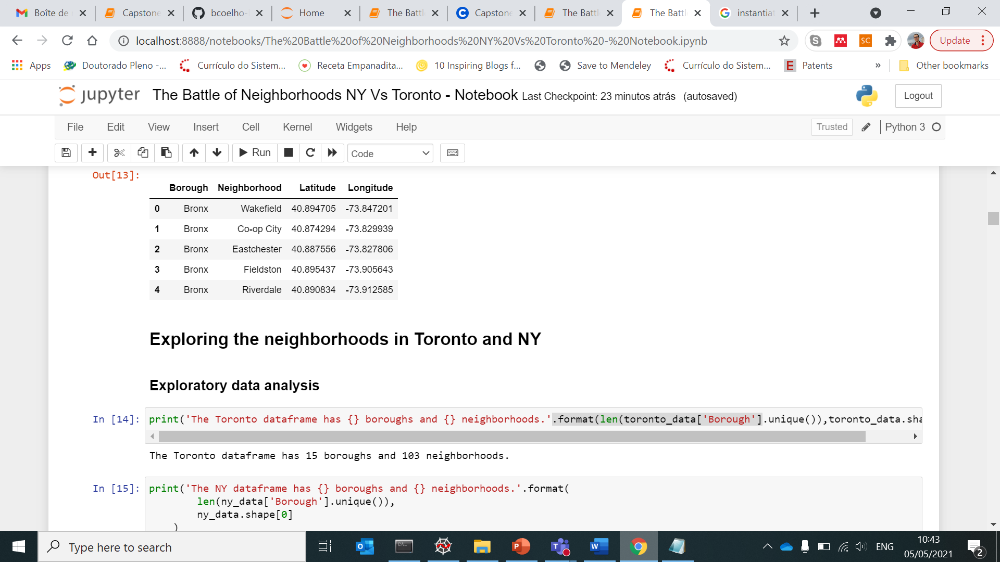 Boîte de
Capstone
bcoelho-
Home
The Battl
Capstone
The Battl
The Battl
instantiat
localhost:8888/notebooks/The%20Battle%20of%20Neighborhoods%20NY%20Vs%20Toronto%20-%20Notebook.ipynb
SC
Update
Apps
Doutorado Pleno -...
Currículo do Sistem...
Receta Empanadita...
10 Inspiring Blogs f...
Save to Mendeley
Currículo do Sistem...
E
Patents
»
Other bookmarks
jupyter
The Battle of Neighborhoods NY Vs Toronto - Notebook Last Checkpoint: 23 minutos atrás (autosaved)
Logout
File Edit View Insert Cell Kernel Widgets Help
Trusted
Python 3
Run
Code
Out[13]:
Borough Neighborhood Latitude Longitude
0 Bronx Wakefield 40.894705 -73.847201
1 Bronx Co-op City 40.874294 -73.829939
2 Bronx Eastchester 40.887556 -73.827806
3 Bronx Fieldston 40.895437 -73.905643
4 Bronx Riverdale 40.890834 -73.912585
Exploring the neighborhoods in Toronto and NY
Exploratory data analysis
In [14]: print('The Toronto dataframe has {} boroughs and {} neighborhoods.'.format(len(toronto_data['Borough'].unique()),toronto_data.sha
The Toronto dataframe has 15 boroughs and 103 neighborhoods.
In [15]: print('The NY dataframe has {} boroughs and {} neighborhoods.'.format(
len(ny_data['Borough'].unique()),
ny_data.shape[0]
)
Type here to search
ENG
10:43
05/05/2021
2